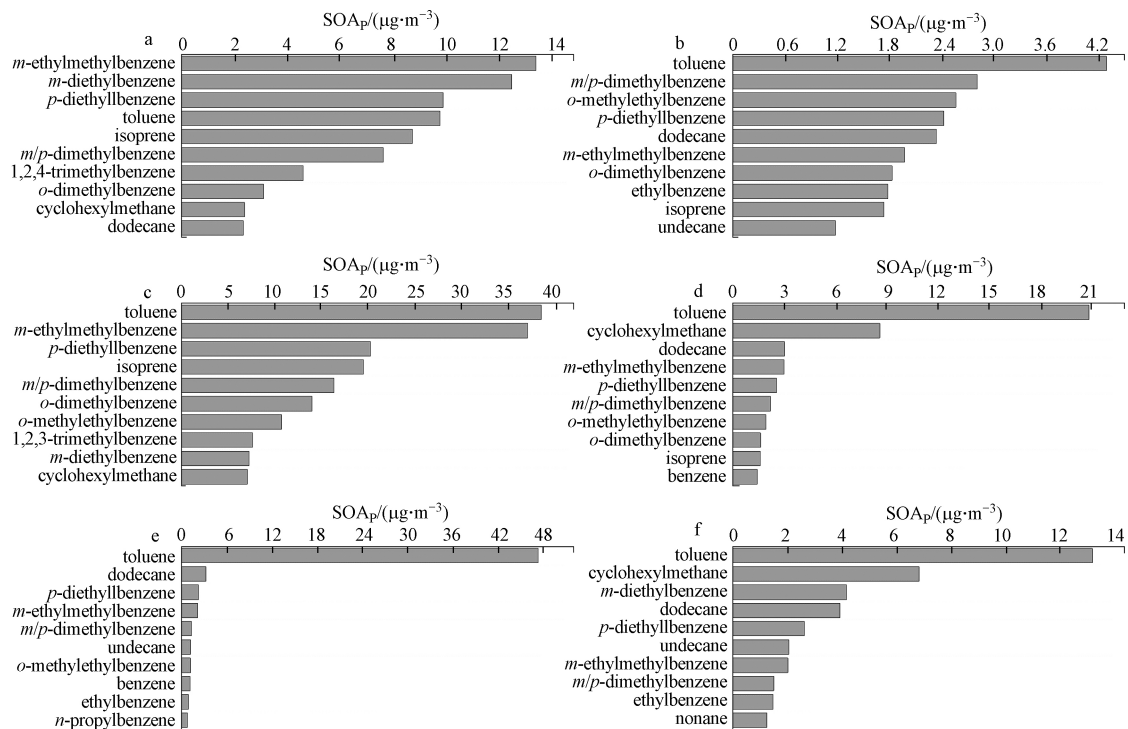 SOAP/(μg·m⁻³)
a
0 2 4 6 8 10 12 14
m-ethylmethylbenzene
m-diethylbenzene
p-diethyllbenzene
toluene
isoprene
m/p-dimethylbenzene
1,2,4-trimethylbenzene
o-dimethylbenzene
cyclohexylmethane
dodecane
SOAP/(μg·m⁻³)
b
0 0.6 1.2 1.8 2.4 3.0 3.6 4.2
toluene
m/p-dimethylbenzene
o-methylethylbenzene
p-diethyllbenzene
dodecane
m-ethylmethylbenzene
o-dimethylbenzene
ethylbenzene
isoprene
undecane
SOAP/(μg·m⁻³)
c
0 5 10 15 20 25 30 35 40
toluene
m-ethylmethylbenzene
p-diethyllbenzene
isoprene
m/p-dimethylbenzene
o-dimethylbenzene
o-methylethylbenzene
1,2,3-trimethylbenzene
m-diethylbenzene
cyclohexylmethane
SOAP/(μg·m⁻³)
d
0 3 6 9 12 15 18 21
toluene
cyclohexylmethane
dodecane
m-ethylmethylbenzene
p-diethyllbenzene
m/p-dimethylbenzene
o-methylethylbenzene
o-dimethylbenzene
isoprene
benzene
SOAP/(μg·m⁻³)
e
0 6 12 18 24 30 36 42 48
toluene
dodecane
p-diethyllbenzene
m-ethylmethylbenzene
m/p-dimethylbenzene
undecane
o-methylethylbenzene
benzene
ethylbenzene
n-propylbenzene
SOAP/(μg·m⁻³)
f
0 2 4 6 8 10 12 14
toluene
cyclohexylmethane
m-diethylbenzene
dodecane
p-diethyllbenzene
undecane
m-ethylmethylbenzene
m/p-dimethylbenzene
ethylbenzene
nonane